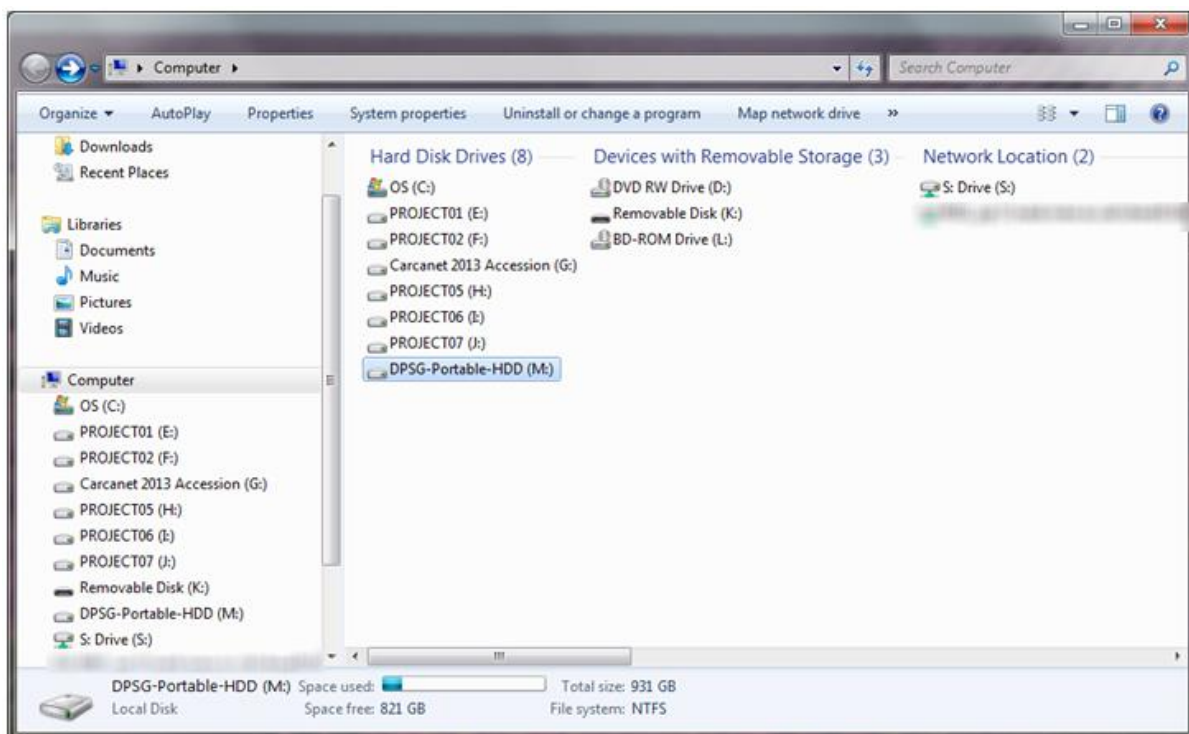 Computer
Search Computer
Organize AutoPlay Properties System properties Uninstall or change a program Map network drive »
Downloads
Recent Places
Libraries
Documents
Music
Pictures
Videos
Computer
OS (C:)
PROJECT01 (E:)
PROJECT02 (F:)
Carcanet 2013 Accession (G:)
PROJECT05 (H:)
PROJECT06 (I:)
PROJECT07 (J:)
Removable Disk (K:)
DPSG-Portable-HDD (M:)
S: Drive (S:)
Hard Disk Drives (8)
OS (C:)
PROJECT01 (E:)
PROJECT02 (F:)
Carcanet 2013 Accession (G:)
PROJECT05 (H:)
PROJECT06 (I:)
PROJECT07 (J:)
DPSG-Portable-HDD (M:)
Devices with Removable Storage (3)
DVD RW Drive (D:)
Removable Disk (K:)
BD-ROM Drive (L:)
Network Location (2)
S: Drive (S:)
DPSG-Portable-HDD (M:) Space used: Total size: 931 GB
Local Disk Space free: 821 GB File system: NTFS